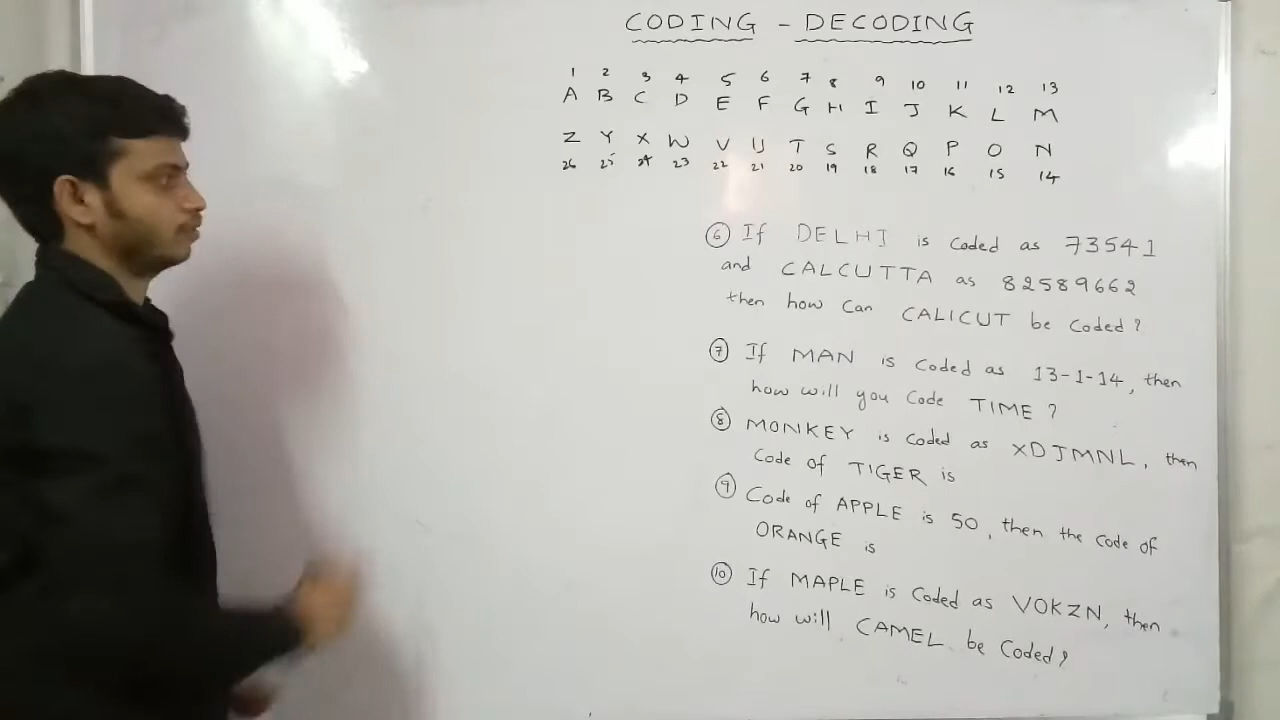 CODING - DECODING
1 2 3 4 5 6 7 8 9 10 11 12 13
A B C D E F G H I J K L M
Z Y X W V U T S R Q P O N
26 25 24 23 22 21 20 19 18 17 16 15 14
6 If DELHI is coded as 73541
and CALCUTTA as 82589662
then how can CALICUT be coded?
7 If MAN is coded as 13-1-14, then
how will you code TIME?
8 MONKEY is coded as XDJMNL, then
code of TIGER is
9 Code of APPLE is 50, then the code of
ORANGE is
10 If MAPLE is coded as VOKZN, then
how will CAMEL be coded?